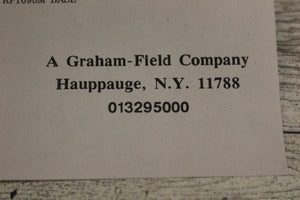 A Graham-Field Company
Hauppauge, N.Y. 11788
013295000